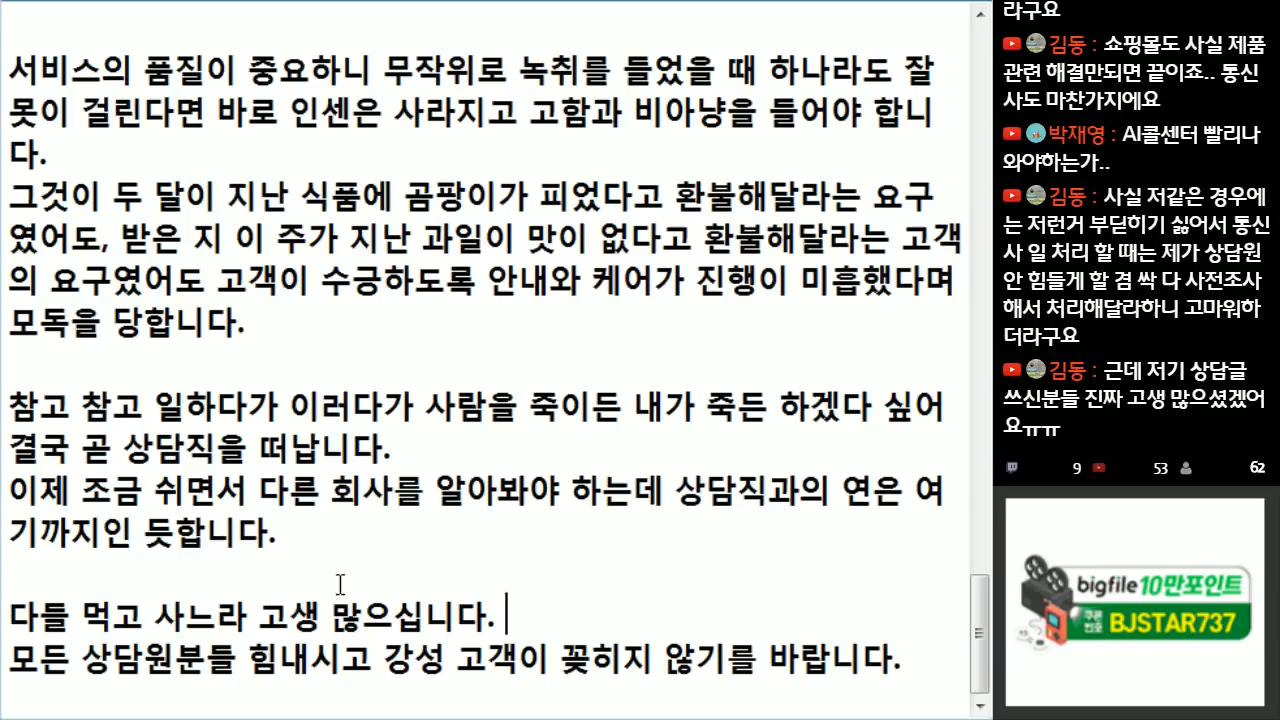 서비스의 품질이 중요하니 무작위로 녹취를 들었을 때 하나라도 잘
못이 걸린다면 바로 인센은 사라지고 고함과 비아냥을 들어야 합니
다.
그것이 두 달이 지난 식품에 곰팡이가 피었다고 환불해달라는 요구
였어도, 받은 지 이 주가 지난 과일이 맛이 없다고 환불해달라는 고객
의 요구였어도 고객이 수긍하도록 안내와 케어가 진행이 미흡했다며
모독을 당합니다.
참고 참고 일하다가 이러다가 사람을 죽이든 내가 죽든 하겠다 싶어
결국 곧 상담직을 떠납니다.
이제 조금 쉬면서 다른 회사를 알아봐야 하는데 상담직과의 연은 여
기까지인 듯합니다.
다들 먹고 사느라 고생 많으십니다.
모든 상담원분들 힘내시고 강성 고객이 꽂히지 않기를 바랍니다.
라구요
김동 : 쇼핑몰도 사실 제품
관련 해결만되면 끝이죠.. 통신
사도 마찬가지에요
박재영 : AI콜센터 빨리나
와야하는가..
김동 : 사실 저같은 경우에
는 저런거 부딛히기 싫어서 통신
사 일 처리 할 때는 제가 상담원
안 힘들게 할 겸 싹 다 사전조사
해서 처리해달라하니 고마워하
더라구요
김동 : 근데 저기 상담글
쓰신분들 진짜 고생 많으셨겠어
요ㅠㅠ
9 53 62
bigfile 10만포인트
쿠폰
번호 BJSTAR737